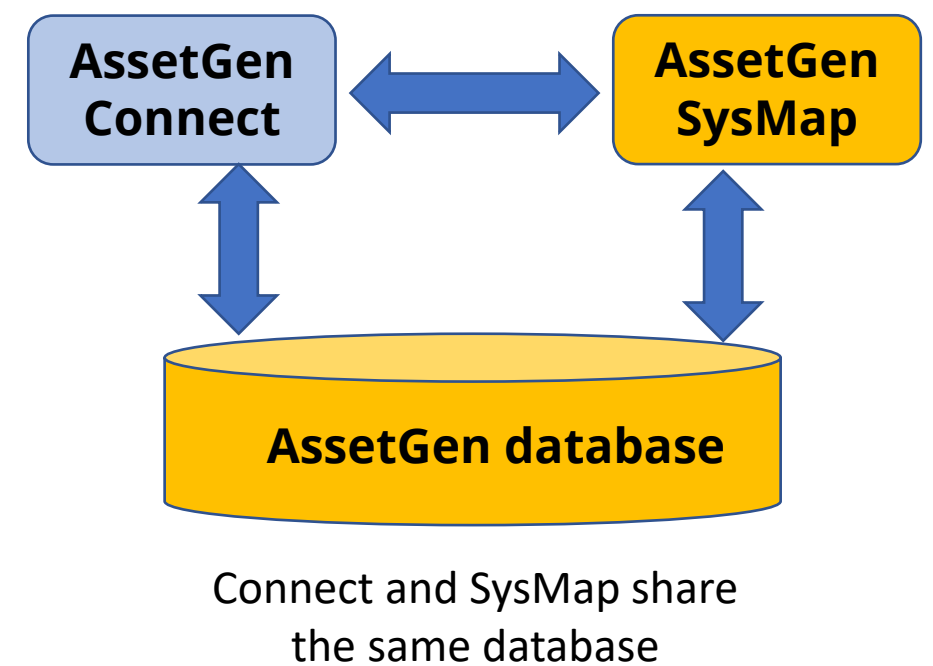 AssetGen
Connect
AssetGen
SysMap
AssetGen database
Connect and SysMap share
the same database